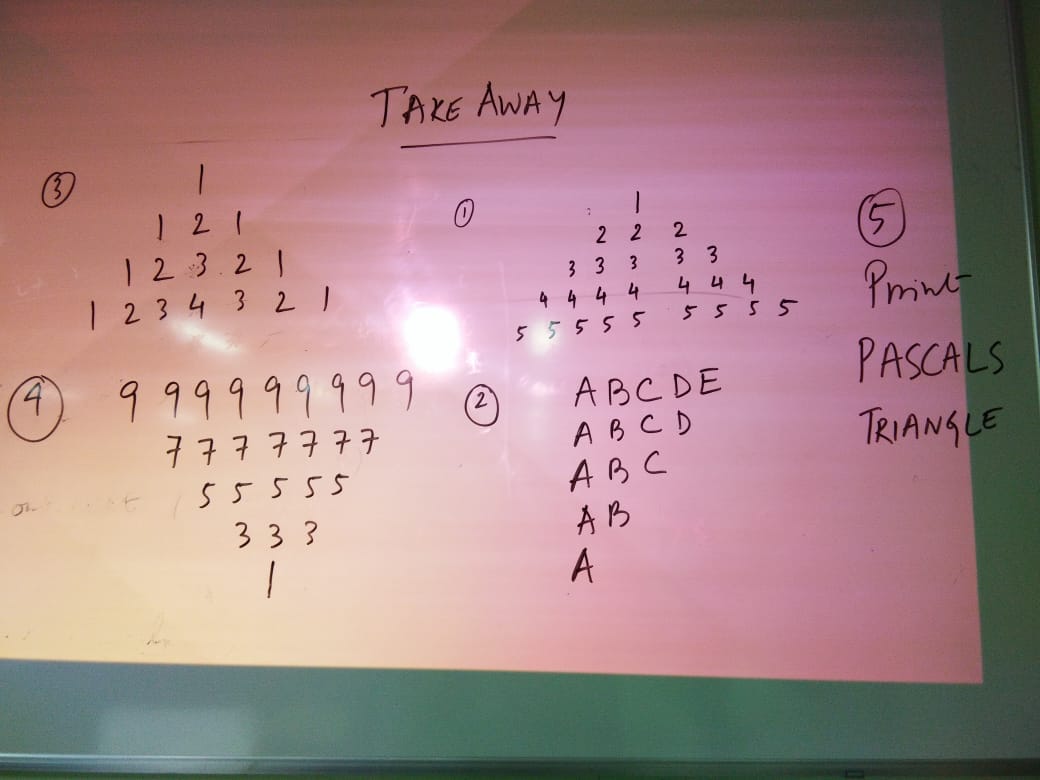 TAKE AWAY
③
1
1 2 1
1 2 3 2 1
1 2 3 4 3 2 1
①
1
2 2 2
3 3 3 3 3
4 4 4 4 4 4 4
5 5 5 5 5 5 5 5 5
⑤
Print
PASCALS
TRIANGLE
④
9 9 9 9 9 9 9 9 9
7 7 7 7 7 7 7
5 5 5 5 5
3 3 3
1
②
A B C D E
A B C D
A B C
A B
A